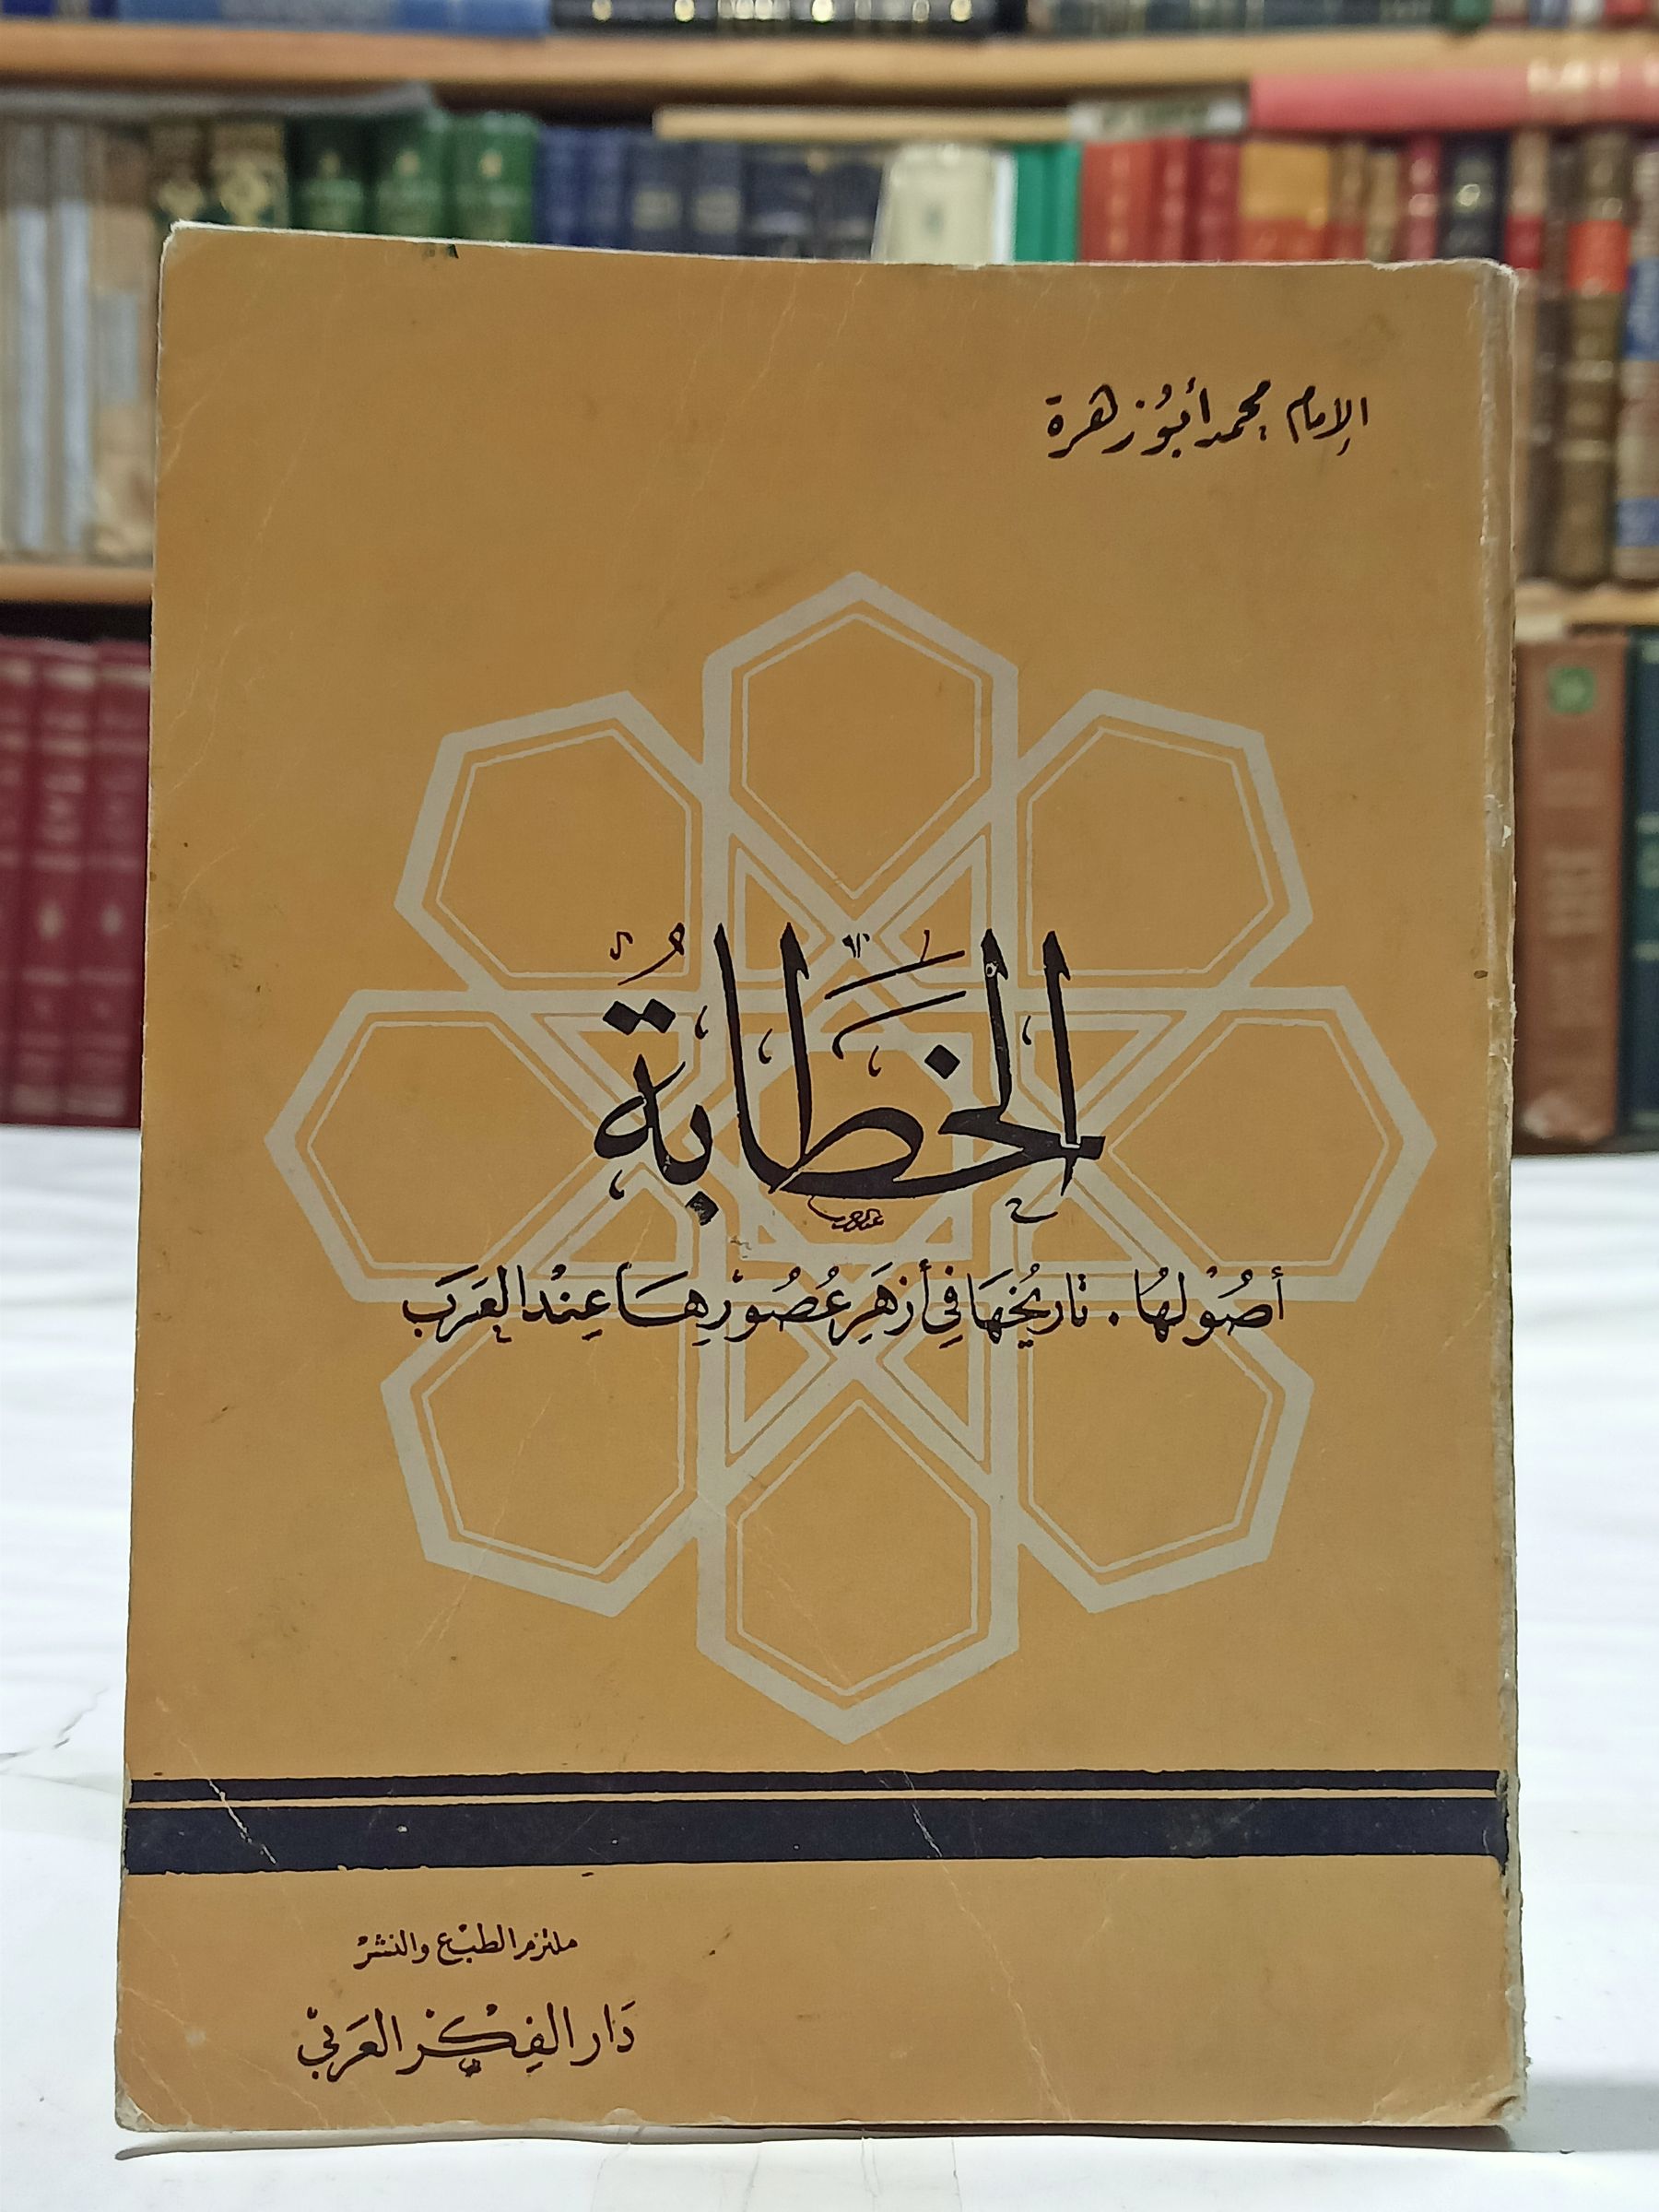 الإمام محمد أبو زهرة
الخطابة
أصولها . تاريخها في أزهر عصورها عند العرب
ملتزم الطبع والنشر
دار الفكر العربي